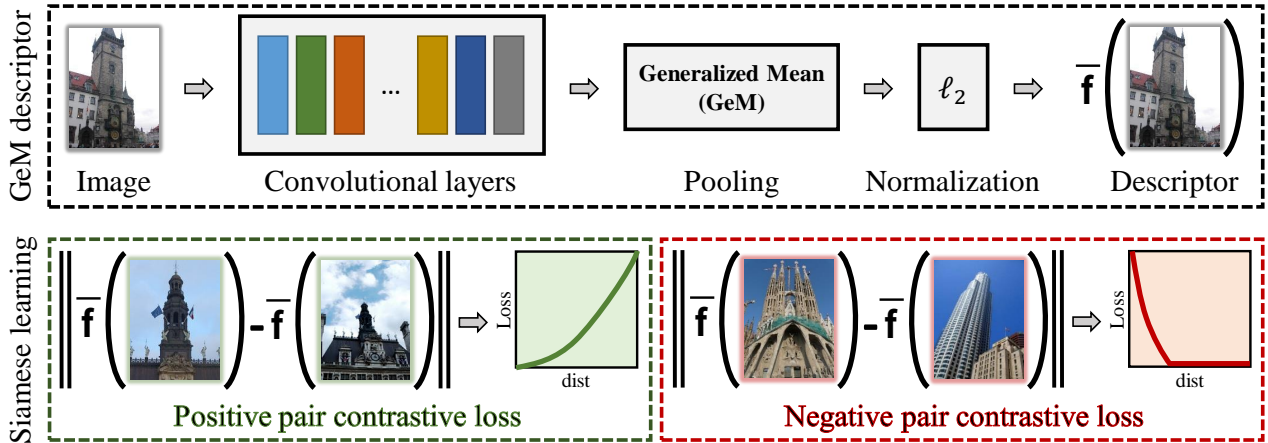 GeM descriptor
...
Generalized Mean
(GeM)
ℓ2
f̅
Image
Convolutional layers
Pooling
Normalization
Descriptor
Siamese learning
‖ f̅ ( ) - f̅ ( ) ‖
Loss
dist
Positive pair contrastive loss
‖ f̅ ( ) - f̅ ( ) ‖
Loss
dist
Negative pair contrastive loss